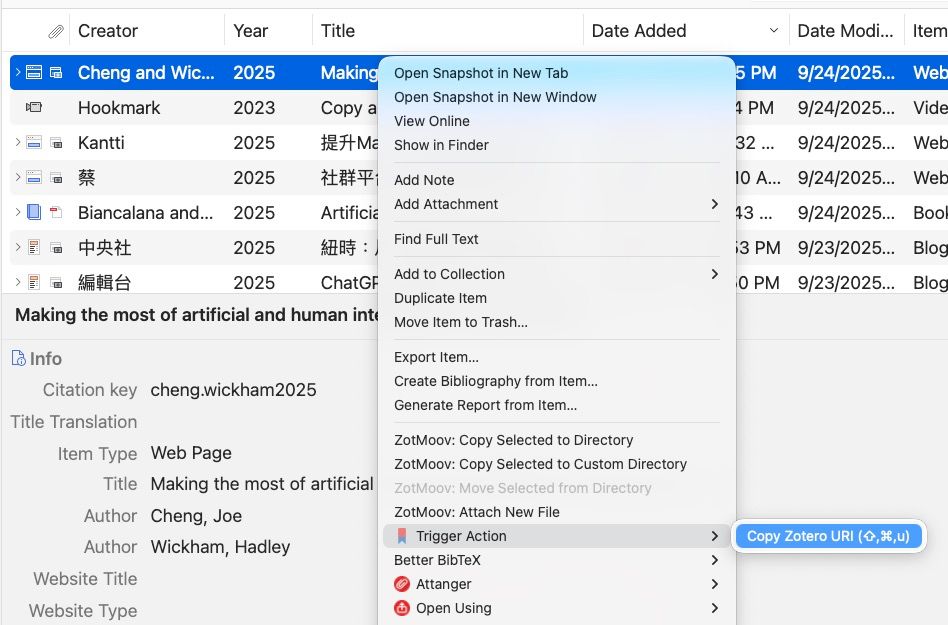 Creator Year Title Date Added Date Modi... Item
Cheng and Wic... 2025 Making 5 PM 9/24/2025... Web
Hookmark 2023 Copy a 4 PM 9/24/2025... Vide
Kantti 2025 提升Ma 32 ... 9/24/2025... Web
蔡 2025 社群平台 10 A... 9/24/2025... Web
Biancalana and... 2025 Artificia 43 ... 9/24/2025... Boo
中央社 2025 紐時： 53 PM 9/23/2025... Blog
編輯台 2025 ChatGP 0 PM 9/23/2025... Blog
Making the most of artificial and human inte
Info
Citation key cheng.wickham2025
Title Translation
Item Type Web Page
Title Making the most of artificial
Author Cheng, Joe
Author Wickham, Hadley
Website Title
Website Type
Open Snapshot in New Tab
Open Snapshot in New Window
View Online
Show in Finder
Add Note
Add Attachment
Find Full Text
Add to Collection
Duplicate Item
Move Item to Trash...
Export Item...
Create Bibliography from Item...
Generate Report from Item...
ZotMoov: Copy Selected to Directory
ZotMoov: Copy Selected to Custom Directory
ZotMoov: Move Selected from Directory
ZotMoov: Attach New File
Trigger Action
Better BibTeX
Attanger
Open Using
Copy Zotero URI (⇧,⌘,u)